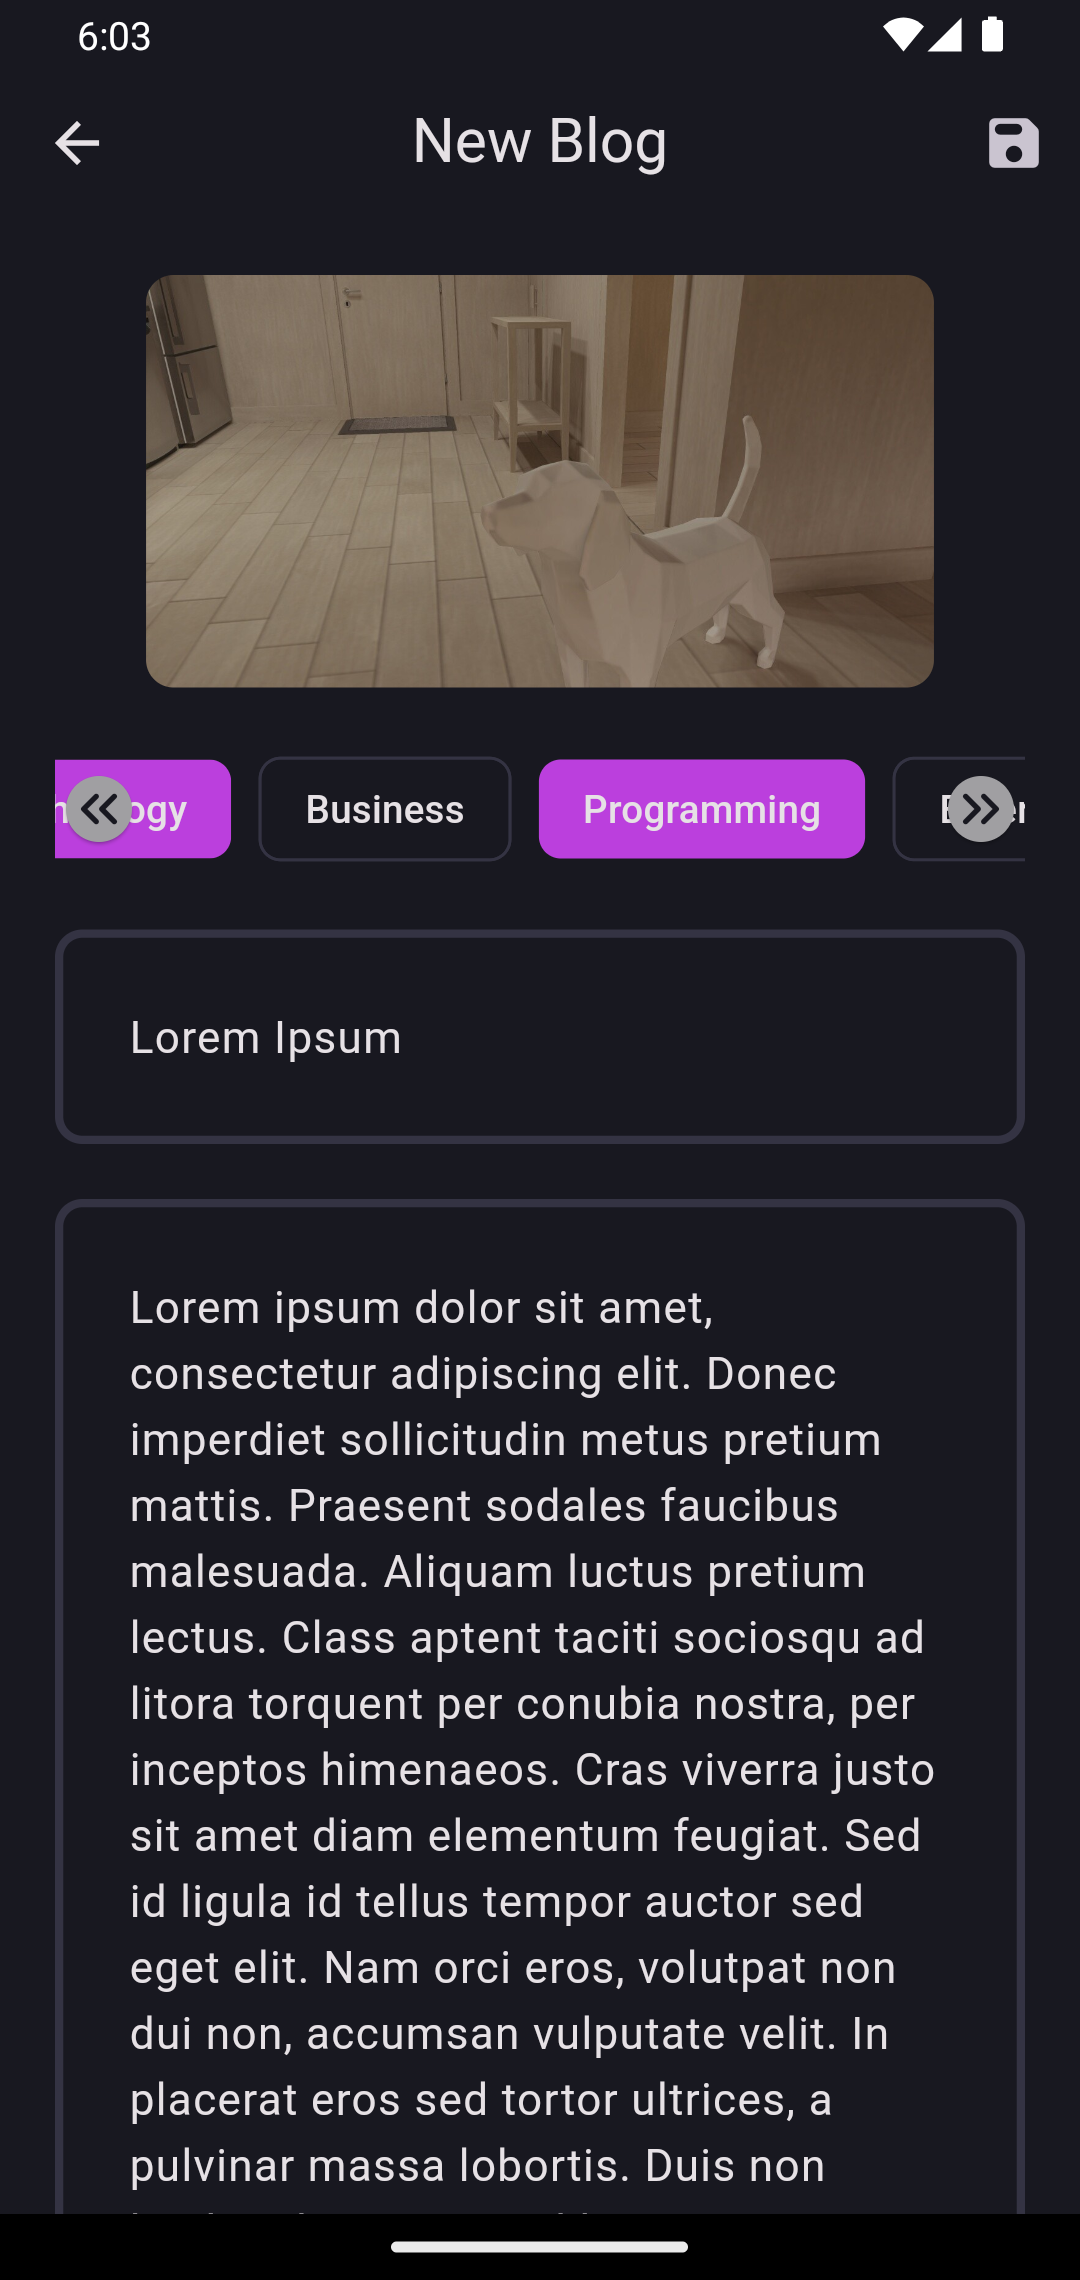 6:03
New Blog
Business
Programming
Lorem Ipsum
Lorem ipsum dolor sit amet,
consectetur adipiscing elit. Donec
imperdiet sollicitudin metus pretium
mattis. Praesent sodales faucibus
malesuada. Aliquam luctus pretium
lectus. Class aptent taciti sociosqu ad
litora torquent per conubia nostra, per
inceptos himenaeos. Cras viverra justo
sit amet diam elementum feugiat. Sed
id ligula id tellus tempor auctor sed
eget elit. Nam orci eros, volutpat non
dui non, accumsan vulputate velit. In
placerat eros sed tortor ultrices, a
pulvinar massa lobortis. Duis non